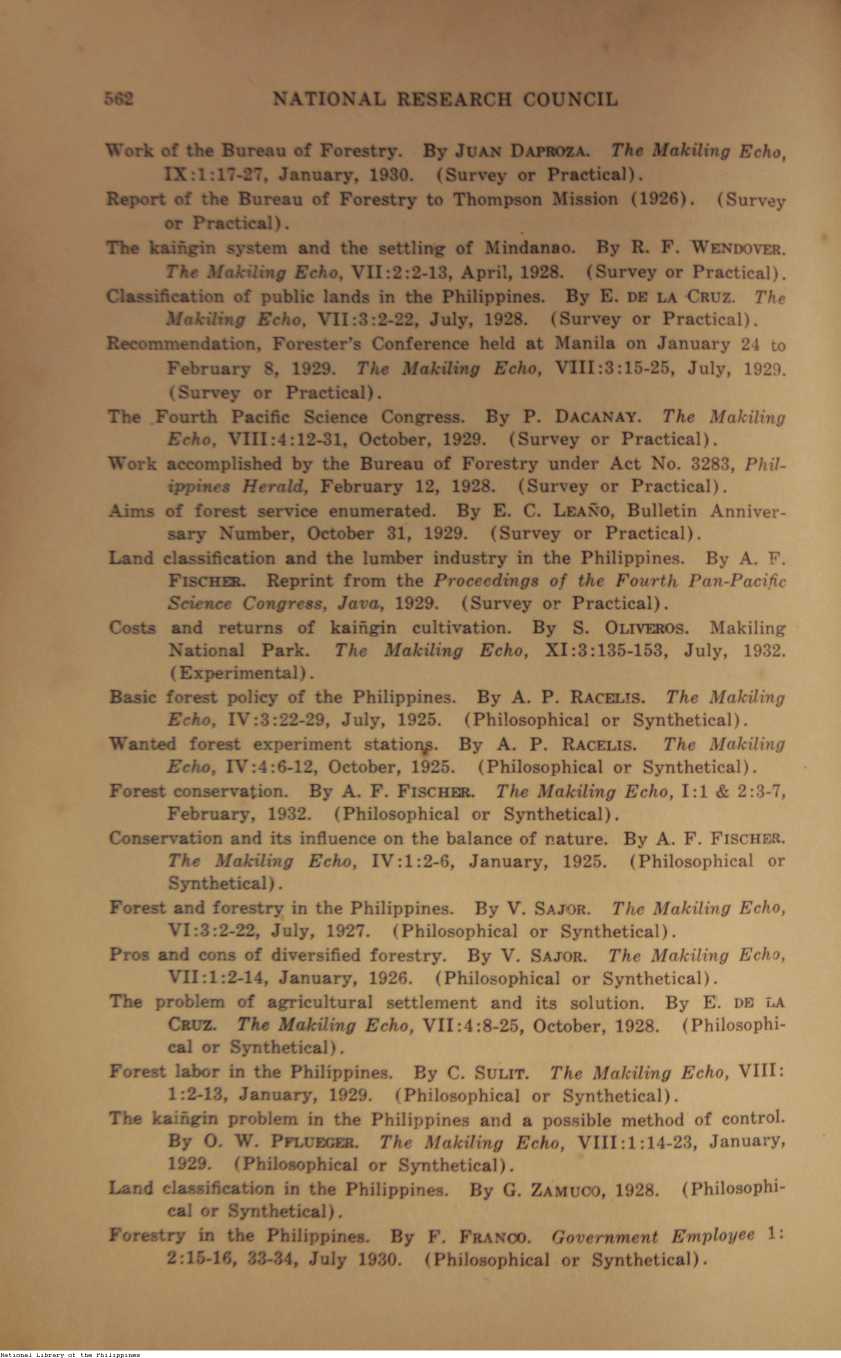 562 NATIONAL RESEARCH COUNCIL
Work of the Bureau of Forestry. By JUAN DAPROZA. The Makiling Echo,
IX:1:17-27, January, 1930. (Survey or Practical).
Report of the Bureau of Forestry to Thompson Mission (1926). (Survey
or Practical).
The kaiñgin system and the settling of Mindanao. By R. F. WENDOVER.
The Makiling Echo, VII:2:2-13, April, 1928. (Survey or Practical).
Classification of public lands in the Philippines. By E. DE LA CRUZ. The
Makiling Echo, VII:3:2-22, July, 1928. (Survey or Practical).
Recommendation, Forester's Conference held at Manila on January 24 to
February 8, 1929. The Makiling Echo, VIII:3:15-25, July, 1929.
(Survey or Practical).
The Fourth Pacific Science Congress. By P. DACANAY. The Makiling
Echo, VIII:4:12-31, October, 1929. (Survey or Practical).
Work accomplished by the Bureau of Forestry under Act No. 3283, Phil-
ippines Herald, February 12, 1928. (Survey or Practical).
Aims of forest service enumerated. By E. C. LEAÑO, Bulletin Anniver-
sary Number, October 31, 1929. (Survey or Practical).
Land classification and the lumber industry in the Philippines. By A. F.
FISCHER. Reprint from the Proceedings of the Fourth Pan-Pacific
Science Congress, Java, 1929. (Survey or Practical).
Costs and returns of kaiñgin cultivation. By S. OLIVEROS. Makiling
National Park. The Makiling Echo, XI:3:135-153, July, 1932.
(Experimental).
Basic forest policy of the Philippines. By A. P. RACELIS. The Makiling
Echo, IV:3:22-29, July, 1925. (Philosophical or Synthetical).
Wanted forest experiment stations. By A. P. RACELIS. The Makiling
Echo, IV:4:6-12, October, 1925. (Philosophical or Synthetical).
Forest conservation. By A. F. FISCHER. The Makiling Echo, I:1 & 2:3-7,
February, 1932. (Philosophical or Synthetical).
Conservation and its influence on the balance of nature. By A. F. FISCHER.
The Makiling Echo, IV:1:2-6, January, 1925. (Philosophical or
Synthetical).
Forest and forestry in the Philippines. By V. SAJOR. The Makiling Echo,
VI:3:2-22, July, 1927. (Philosophical or Synthetical).
Pros and cons of diversified forestry. By V. SAJOR. The Makiling Echo,
VII:1:2-14, January, 1926. (Philosophical or Synthetical).
The problem of agricultural settlement and its solution. By E. DE LA
CRUZ. The Makiling Echo, VII:4:8-25, October, 1928. (Philosophi-
cal or Synthetical).
Forest labor in the Philippines. By C. SULIT. The Makiling Echo, VIII:
1:2-13, January, 1929. (Philosophical or Synthetical).
The kaiñgin problem in the Philippines and a possible method of control.
By O. W. PFLUEGER. The Makiling Echo, VIII:1:14-23, January,
1929. (Philosophical or Synthetical).
Land classification in the Philippines. By G. ZAMUCO, 1928. (Philosophi-
cal or Synthetical).
Forestry in the Philippines. By F. FRANCO. Government Employee 1:
2:15-16, 33-34, July 1930. (Philosophical or Synthetical).
National Library of the Philippines